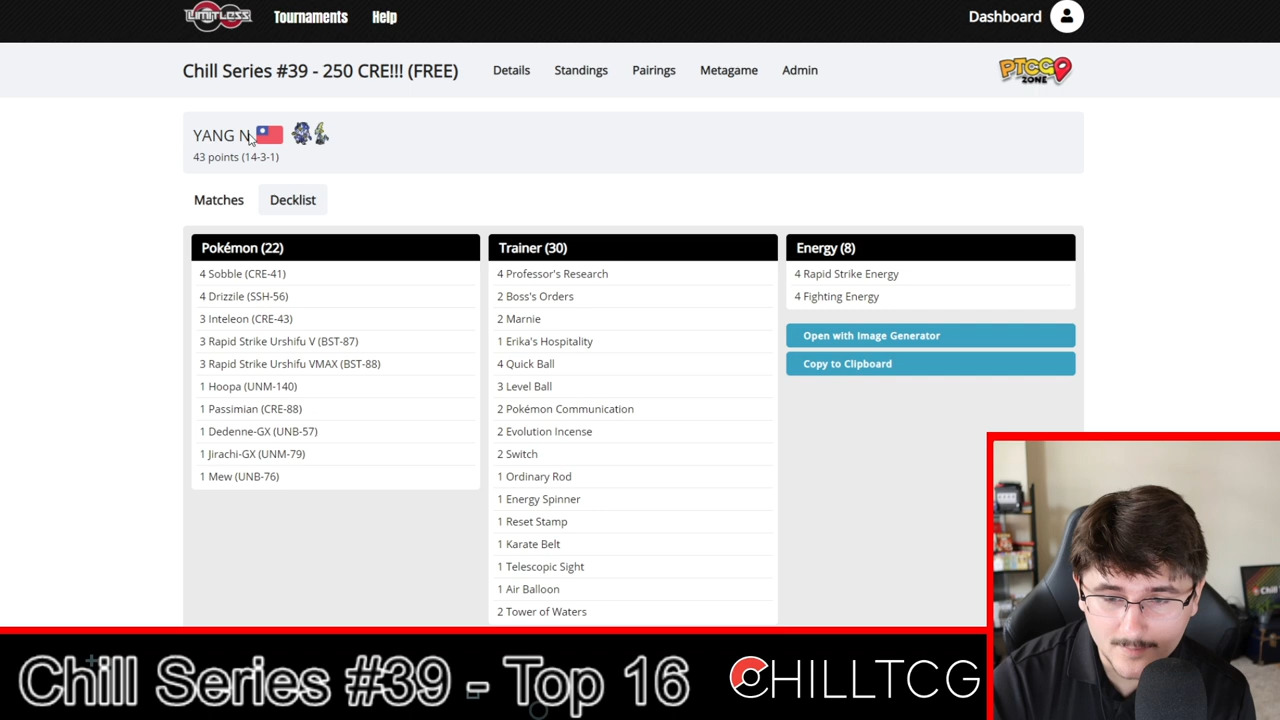 LIMITLESS
Tournaments
Help
Dashboard
Chill Series #39 - 250 CRE!!! (FREE)
Details
Standings
Pairings
Metagame
Admin
PTCG ZONE
YANG N
43 points (14-3-1)
Matches
Decklist
Pokémon (22)
4 Sobble (CRE-41)
4 Drizzile (SSH-56)
3 Inteleon (CRE-43)
3 Rapid Strike Urshifu V (BST-87)
3 Rapid Strike Urshifu VMAX (BST-88)
1 Hoopa (UNM-140)
1 Passimian (CRE-88)
1 Dedenne-GX (UNB-57)
1 Jirachi-GX (UNM-79)
1 Mew (UNB-76)
Trainer (30)
4 Professor's Research
2 Boss's Orders
2 Marnie
1 Erika's Hospitality
4 Quick Ball
3 Level Ball
2 Pokémon Communication
2 Evolution Incense
2 Switch
1 Ordinary Rod
1 Energy Spinner
1 Reset Stamp
1 Karate Belt
1 Telescopic Sight
1 Air Balloon
2 Tower of Waters
Energy (8)
4 Rapid Strike Energy
4 Fighting Energy
Open with Image Generator
Copy to Clipboard
Chill Series #39 - Top 16
CHILLTCG